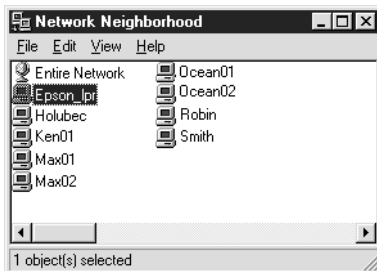 Network Neighborhood
File Edit View Help
Entire Network
Epson_lpr
Holubec
Ken01
Max01
Max02
Ocean01
Ocean02
Robin
Smith
1 object(s) selected